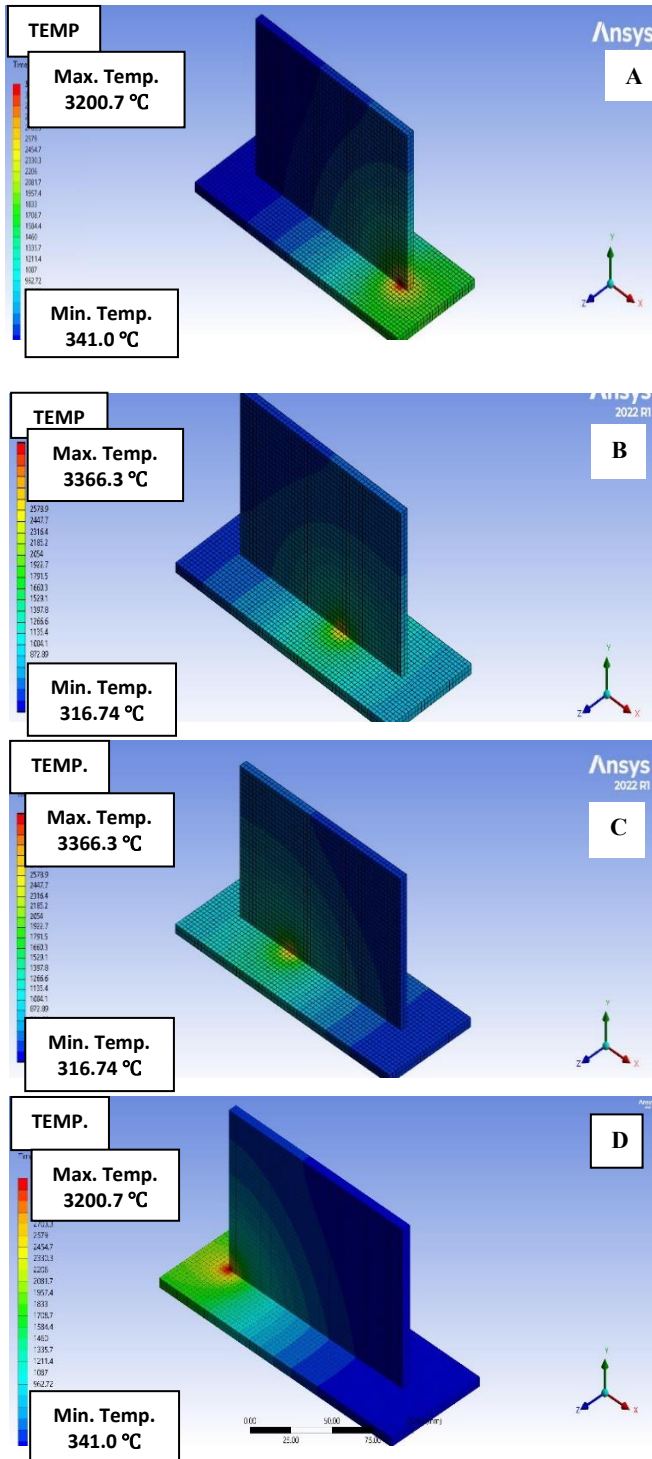 TEMP
Ansys
A
Max. Temp.
3200.7 ℃
2579
2454.7
2330.3
2206
2081.7
1957.4
1833
1708.7
1584.4
1460
1335.7
1211.4
1087
962.72
Min. Temp.
341.0 ℃
Y
Z
X
TEMP
Ansys
2022 R1
B
Max. Temp.
3366.3 ℃
2578.9
2447.7
2316.4
2185.2
2054
1922.7
1791.5
1660.3
1529.1
1397.8
1266.6
1135.4
1004.1
872.89
Min. Temp.
316.74 ℃
Y
Z
X
TEMP.
Ansys
2022 R1
C
Max. Temp.
3366.3 ℃
2578.9
2447.7
2316.4
2185.2
2054
1922.7
1791.5
1660.3
1529.1
1397.8
1266.6
1135.4
1004.1
872.89
Min. Temp.
316.74 ℃
Y
Z
X
TEMP.
D
Max. Temp.
3200.7 ℃
2703.3
2579
2454.7
2330.3
2206
2081.7
1957.4
1833
1708.7
1584.4
1460
1335.7
1211.4
1087
962.72
Min. Temp.
341.0 ℃
0.00
50.00
25.00
75.00
Y
Z
X